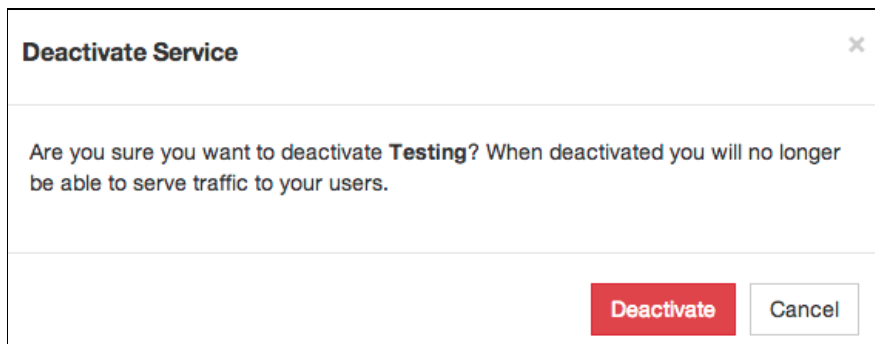 Deactivate Service
×
Are you sure you want to deactivate Testing? When deactivated you will no longer
be able to serve traffic to your users.
Deactivate Cancel